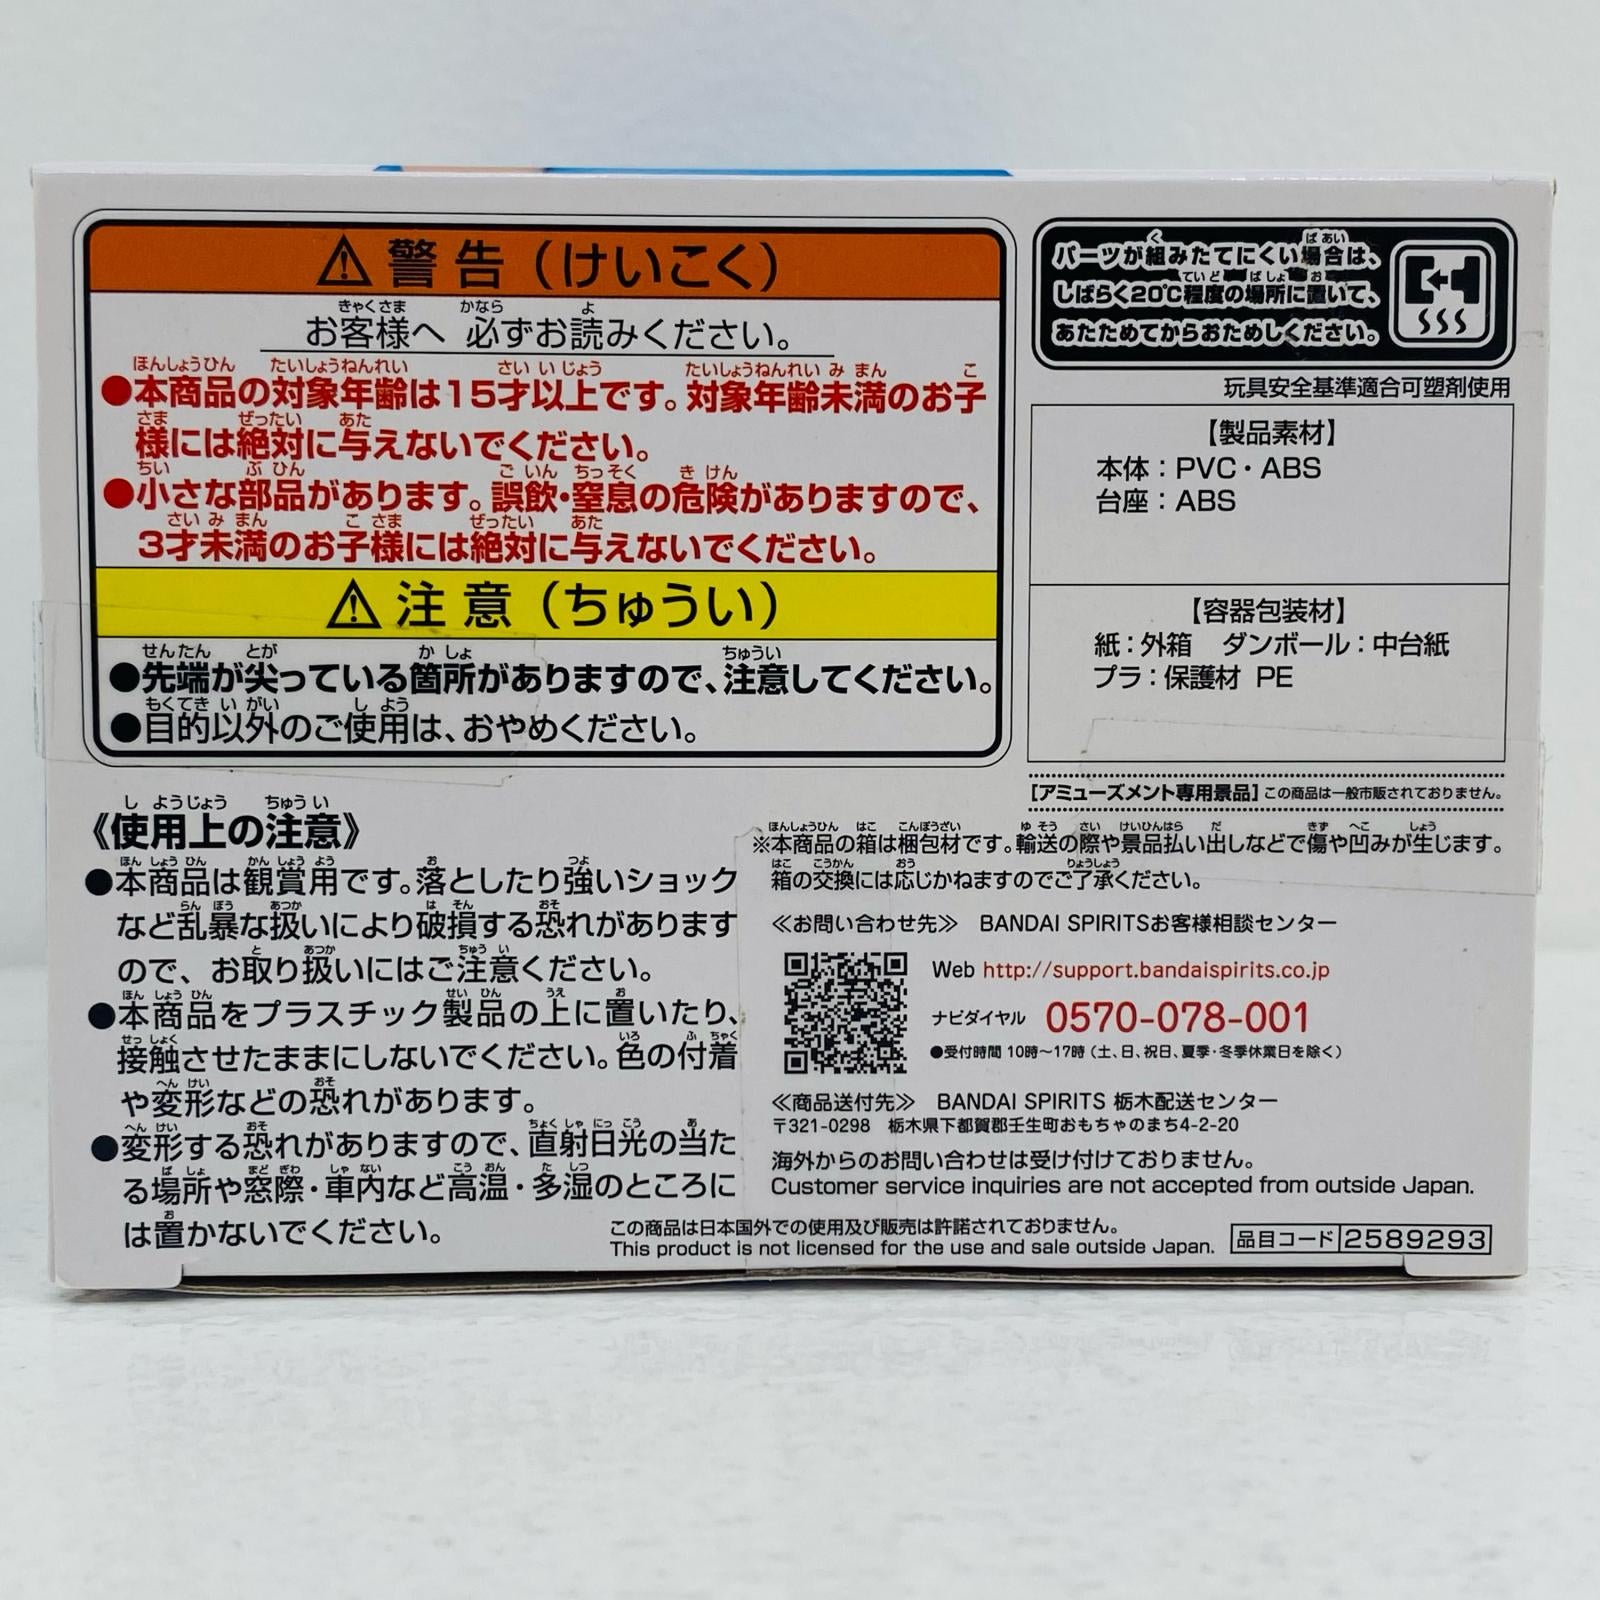 ⚠警告（けいこく）
お客様へ 必ずお読みください。
●本商品の対象年齢は15才以上です。対象年齢未満のお子
様には絶対に与えないでください。
●小さな部品があります。誤飲・窒息の危険がありますので、
3才未満のお子様には絶対に与えないでください。
⚠注意（ちゅうい）
●先端が尖っている箇所がありますので、注意してください。
●目的以外のご使用は、おやめください。
《使用上の注意》
●本商品は観賞用です。落としたり強いショック
など乱暴な扱いにより破損する恐れがあります
ので、お取り扱いにはご注意ください。
●本商品をプラスチック製品の上に置いたり、
接触させたままにしないでください。色の付着
や変形などの恐れがあります。
●変形する恐れがありますので、直射日光の当た
る場所や窓際・車内など高温・多湿のところに
は置かないでください。
パーツが組みたてにくい場合は、
しばらく20℃程度の場所に置いて、
あたためてからおためしください。
玩具安全基準適合可塑剤使用
【製品素材】
本体：PVC・ABS
台座：ABS
【容器包装材】
紙：外箱 ダンボール：中台紙
プラ：保護材 PE
【アミューズメント専用景品】この商品は一般市販されておりません。
※本商品の箱は梱包材です。輸送の際や景品払い出しなどで傷や凹みが生じます。
箱の交換には応じかねますのでご了承ください。
≪お問い合わせ先≫ BANDAI SPIRITSお客様相談センター
Web http://support.bandaispirits.co.jp
ナビダイヤル 0570-078-001
●受付時間 10時～17時（土、日、祝日、夏季・冬季休業日を除く）
≪商品送付先≫ BANDAI SPIRITS 栃木配送センター
〒321-0298 栃木県下都賀郡壬生町おもちゃのまち4-2-20
海外からのお問い合わせは受け付けておりません。
Customer service inquiries are not accepted from outside Japan.
この商品は日本国外での使用及び販売は許諾されておりません。
This product is not licensed for the use and sale outside Japan.
品目コード 2589293